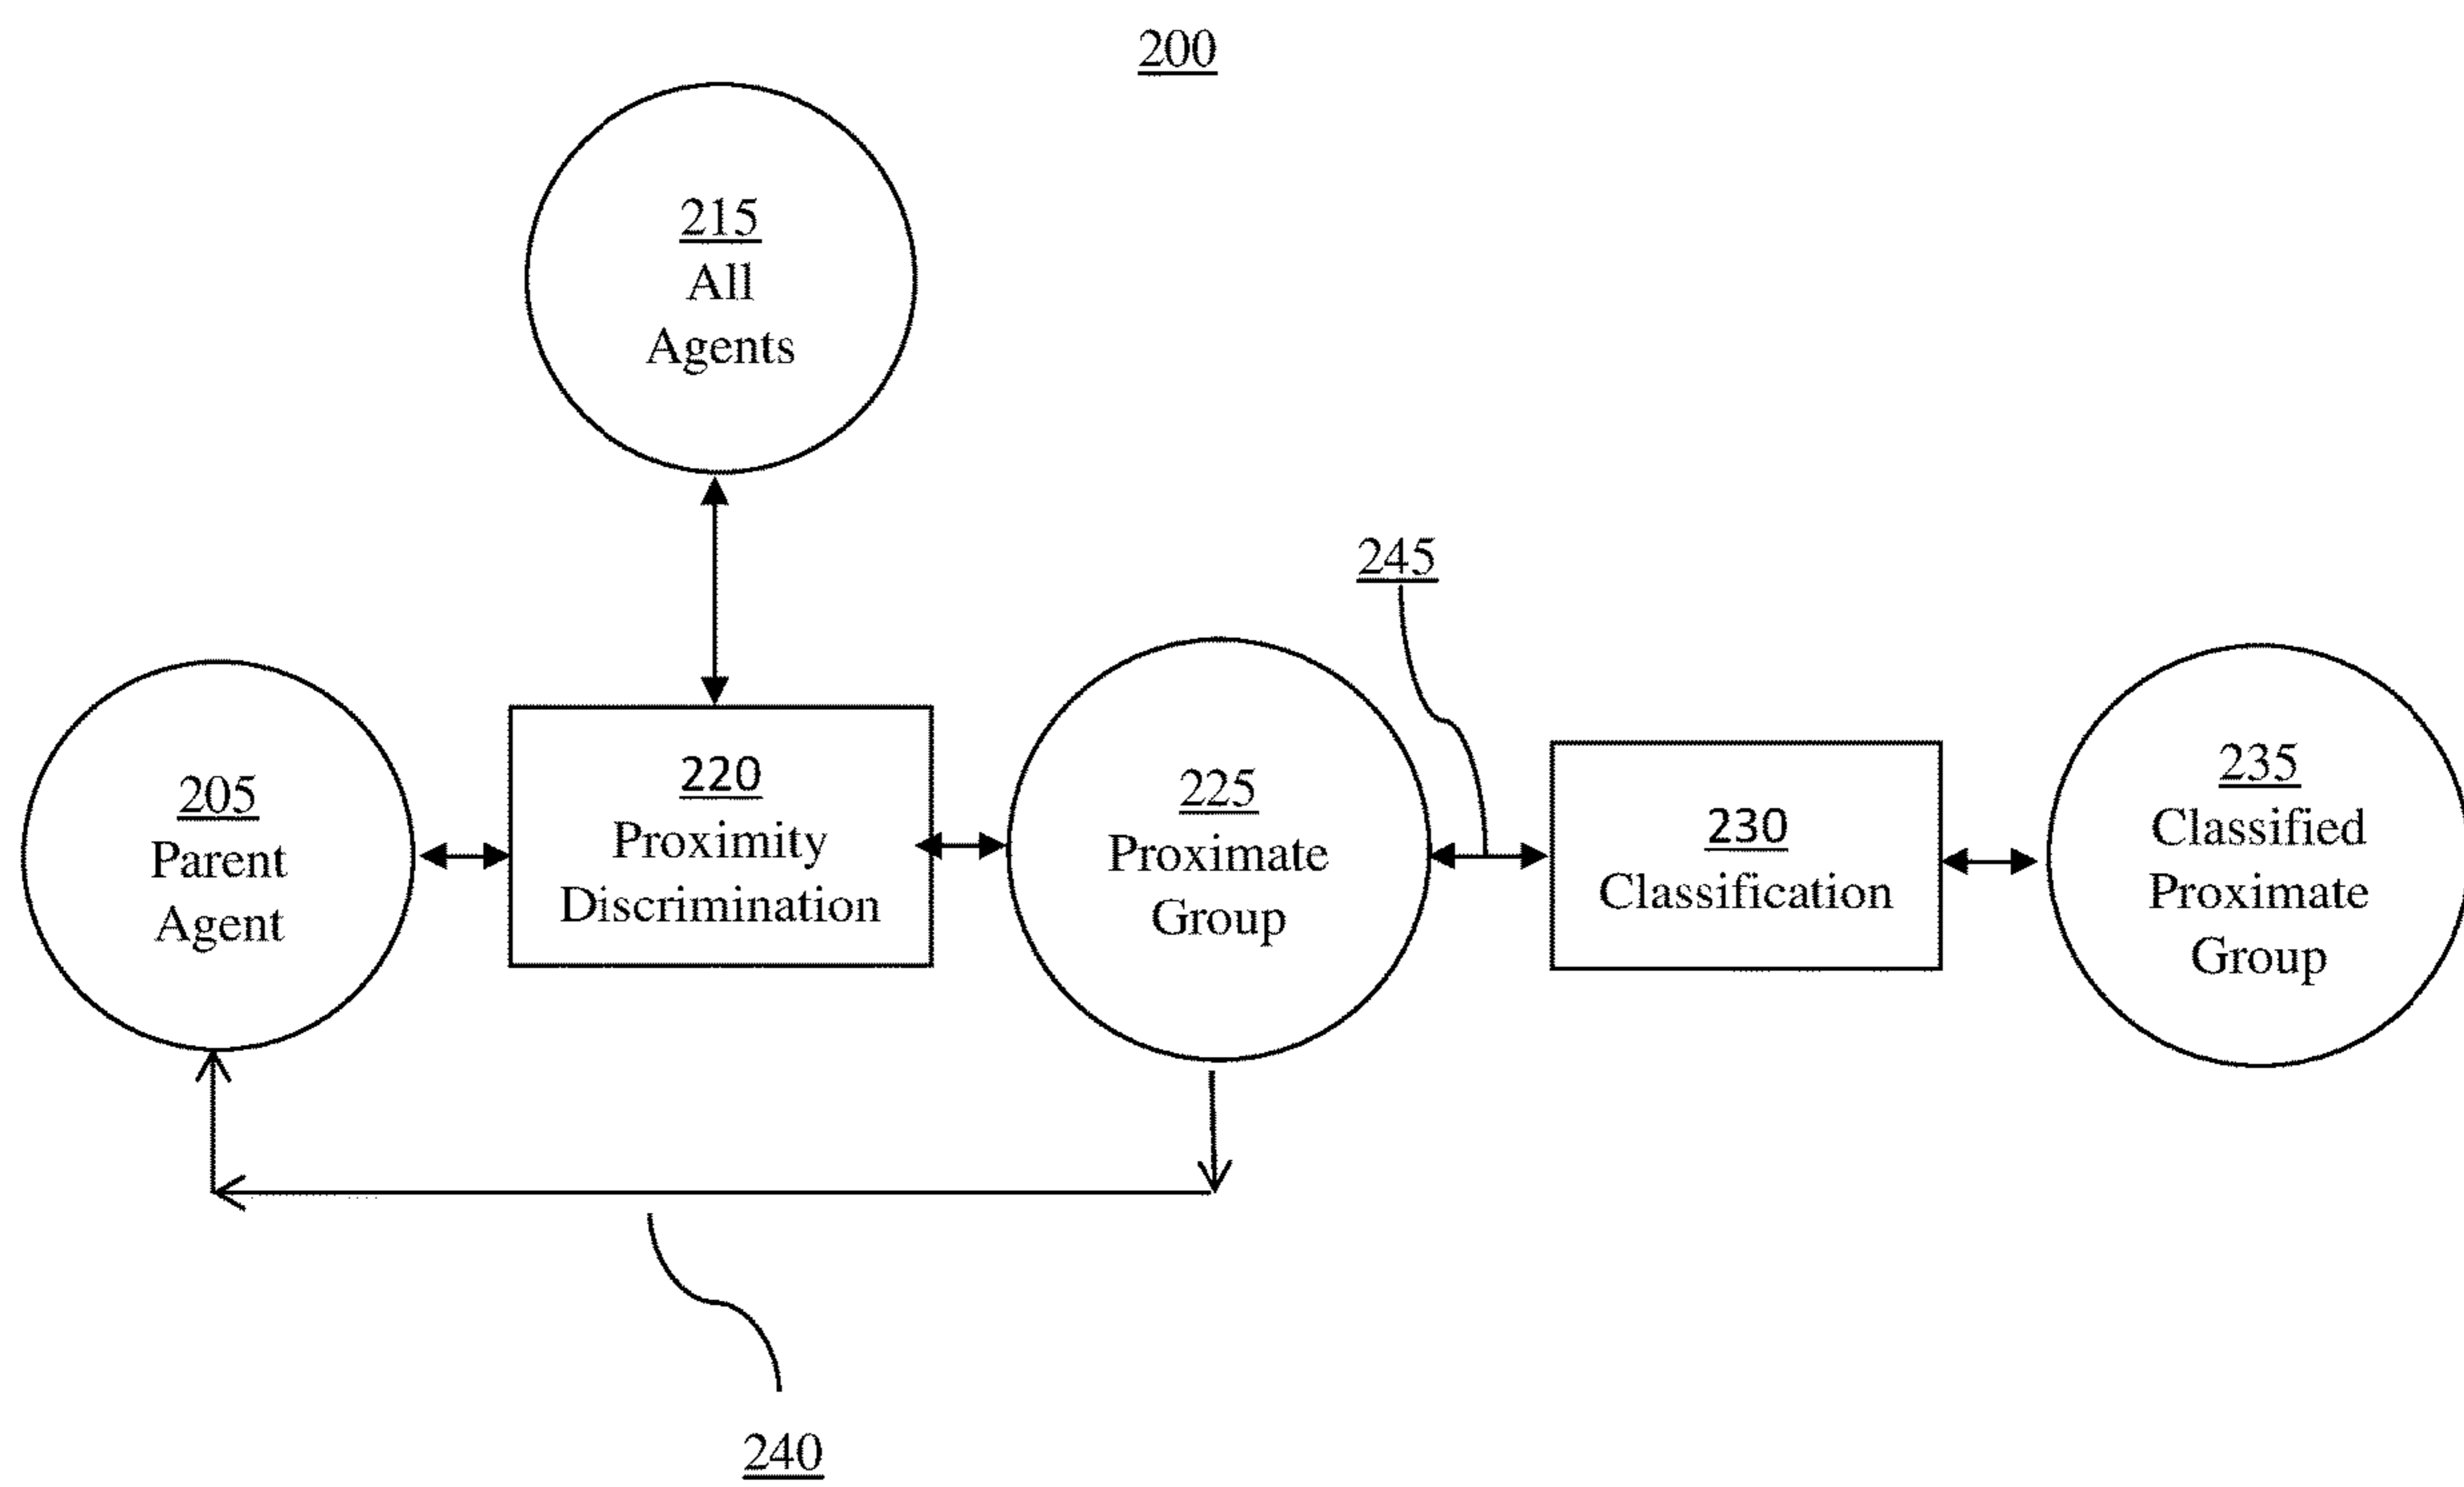 200
215
All
Agents
245
205
Parent
Agent
220
Proximity
Discrimination
225
Proximate
Group
230
Classification
235
Classified
Proximate
Group
240